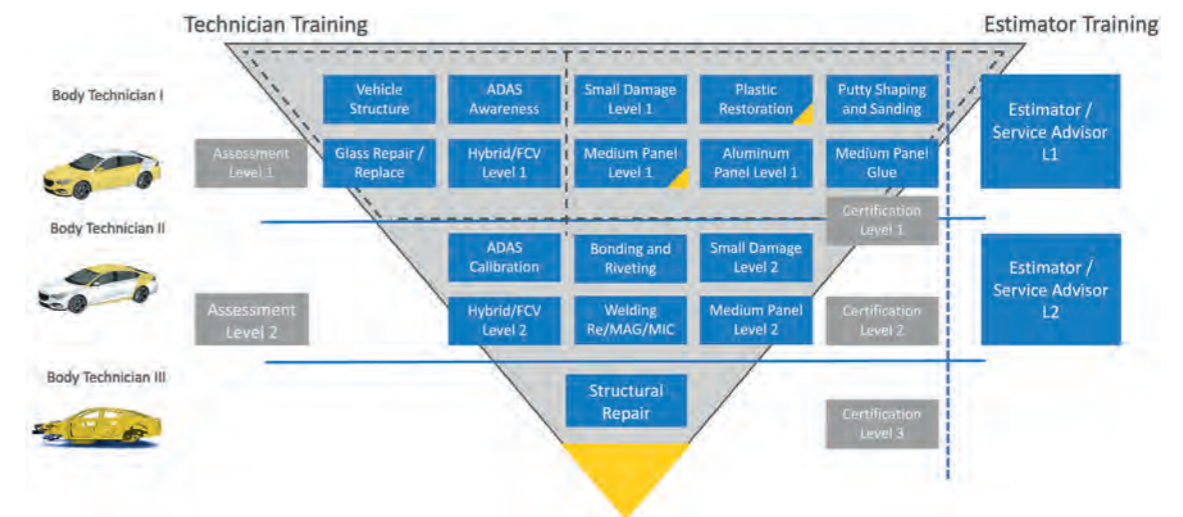 Technician Training
Estimator Training
Body Technician I
Vehicle
Structure
ADAS
Awareness
Small Damage
Level 1
Plastic
Restoration
Putty Shaping
and Sanding
Estimator /
Service Advisor
L1
Assessment
Level 1
Glass Repair /
Replace
Hybrid/FCV
Level 1
Medium Panel
Level 1
Aluminum
Panel Level 1
Medium Panel
Glue
Certification
Level 1
Body Technician II
ADAS
Calibration
Bonding and
Riveting
Small Damage
Level 2
Estimator /
Service Advisor
L2
Assessment
Level 2
Hybrid/FCV
Level 2
Welding
Re/MAG/MIC
Medium Panel
Level 2
Certification
Level 2
Body Technician III
Structural
Repair
Certification
Level 3